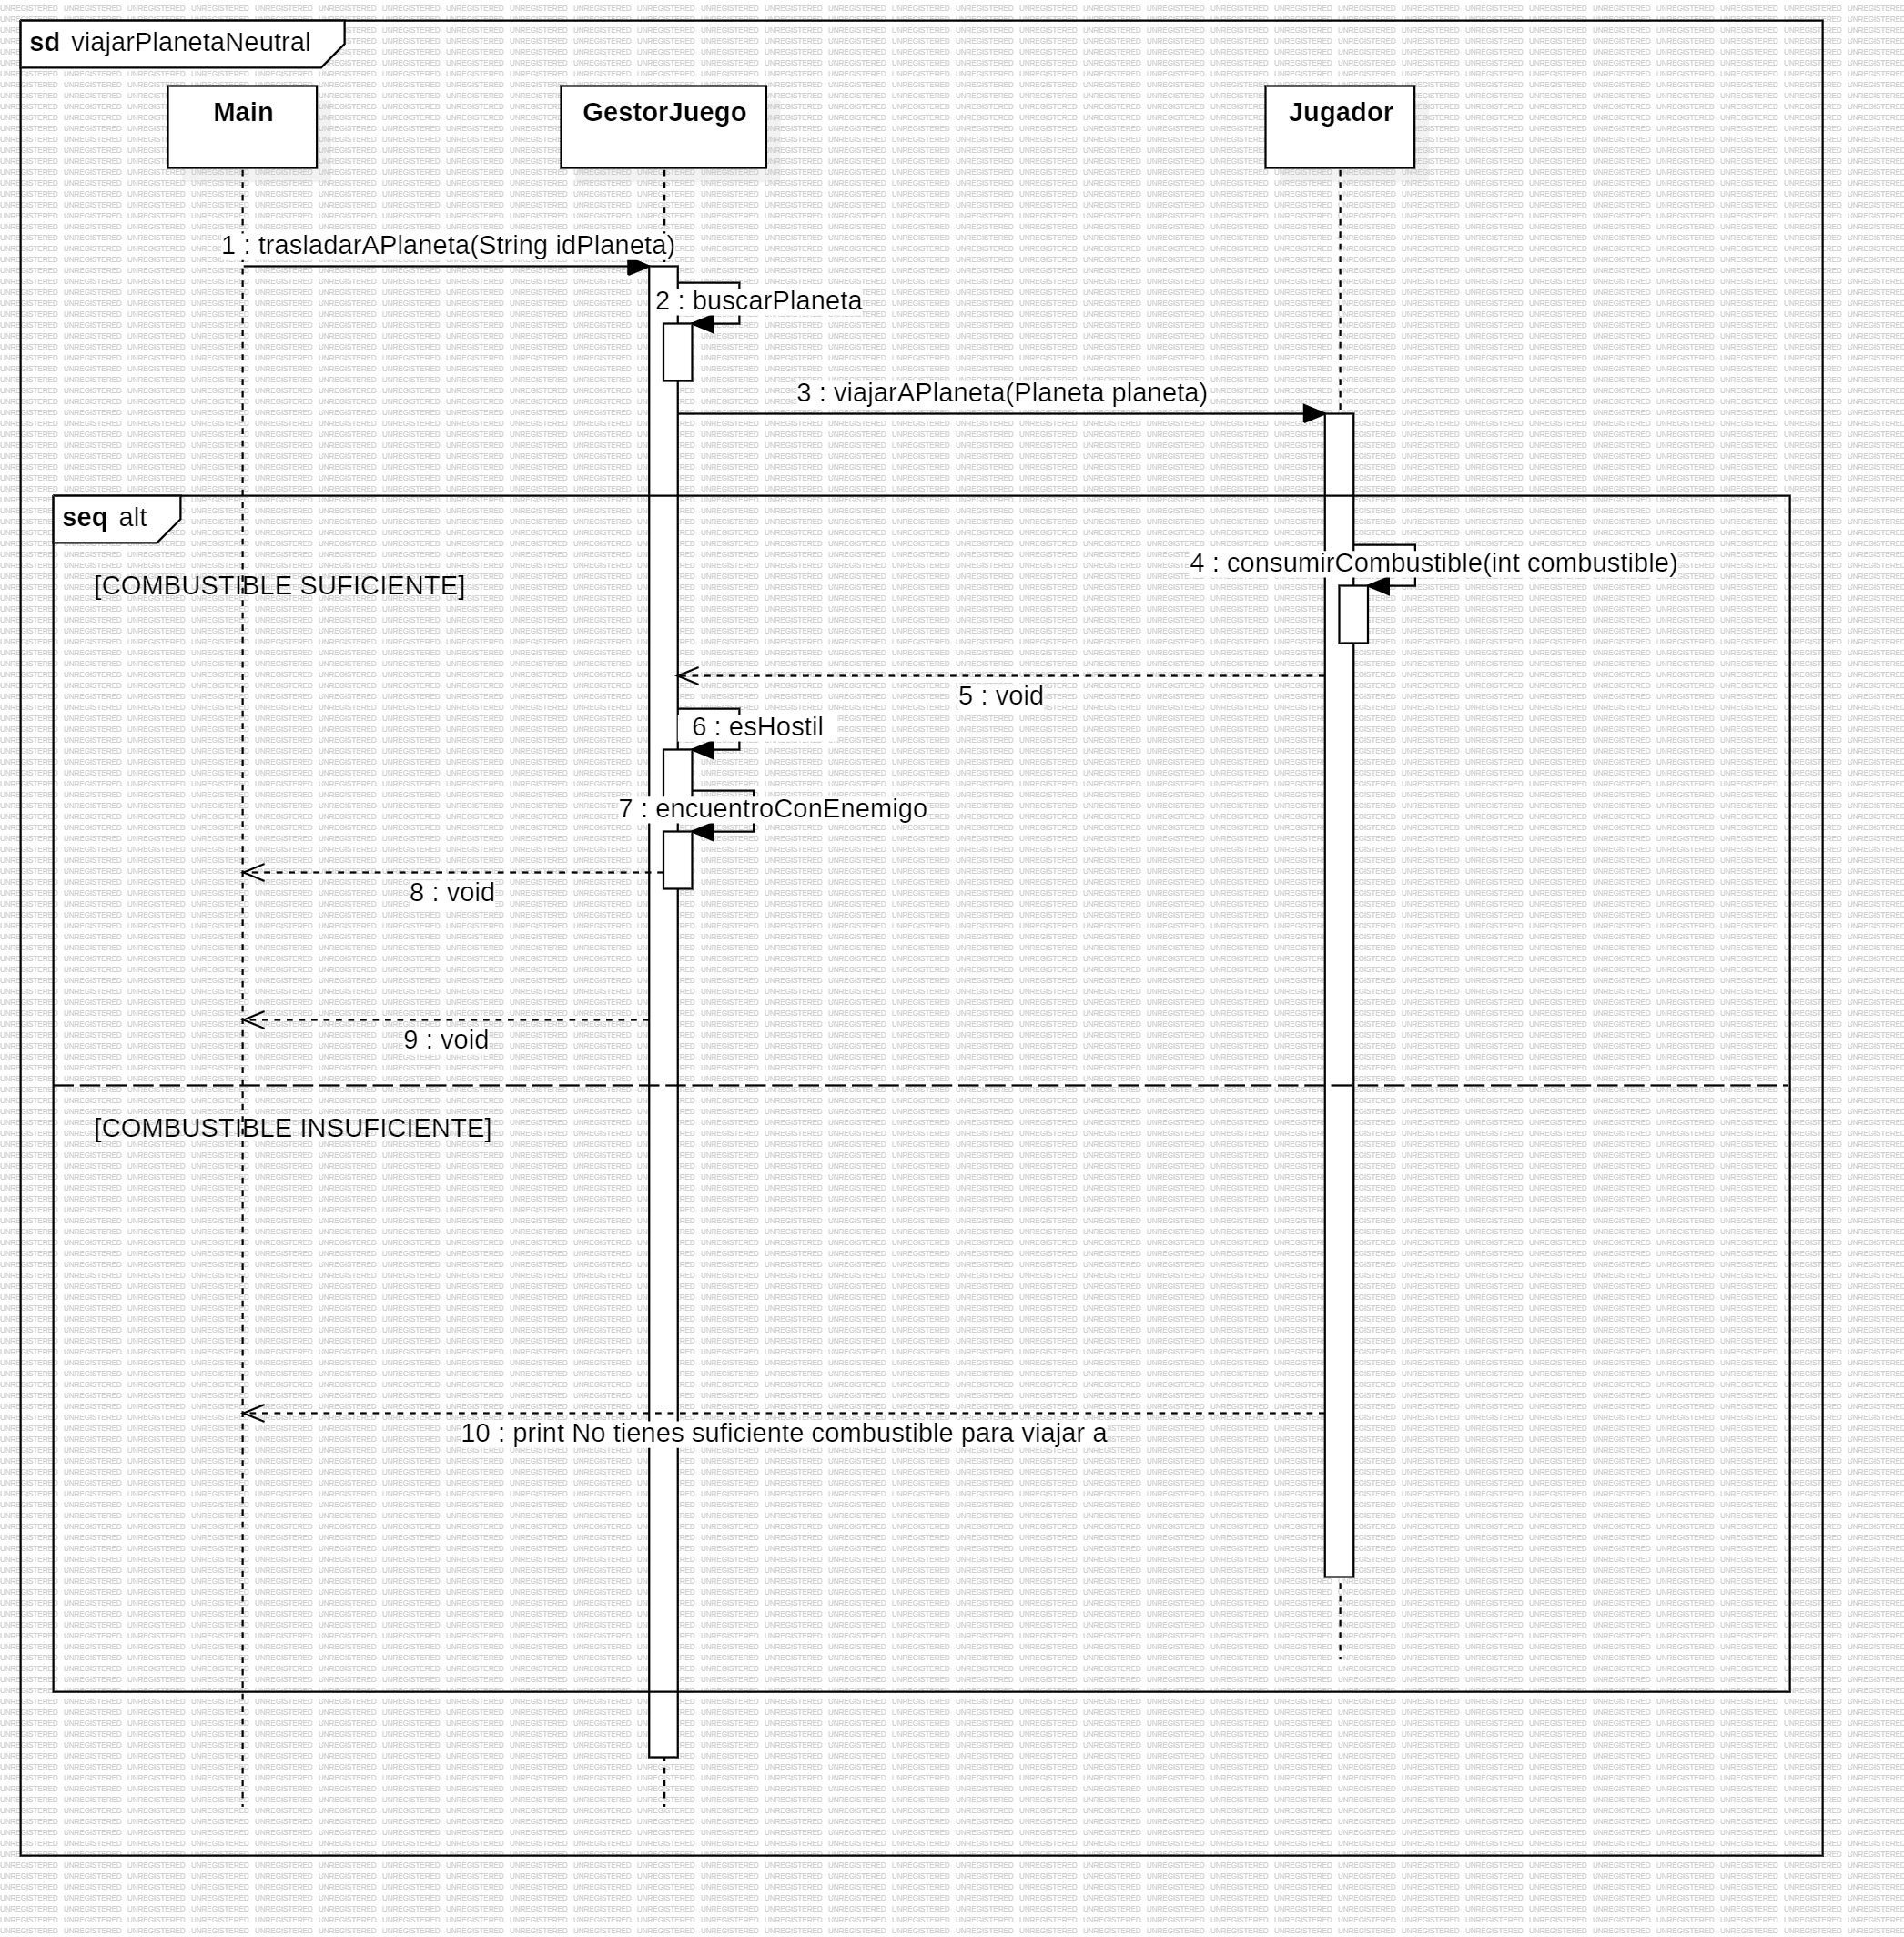 sd viajarPlanetaNeutral
Main
GestorJuego
Jugador
1 : trasladarAPlaneta(String idPlaneta)
2 : buscarPlaneta
3 : viajarAPlaneta(Planeta planeta)
seq alt
4 : consumirCombustible(int combustible)
[COMBUSTIBLE SUFICIENTE]
5 : void
6 : esHostil
7 : encuentroConEnemigo
8 : void
9 : void
[COMBUSTIBLE INSUFICIENTE]
10 : print No tienes suficiente combustible para viajar a
UNREGISTERED